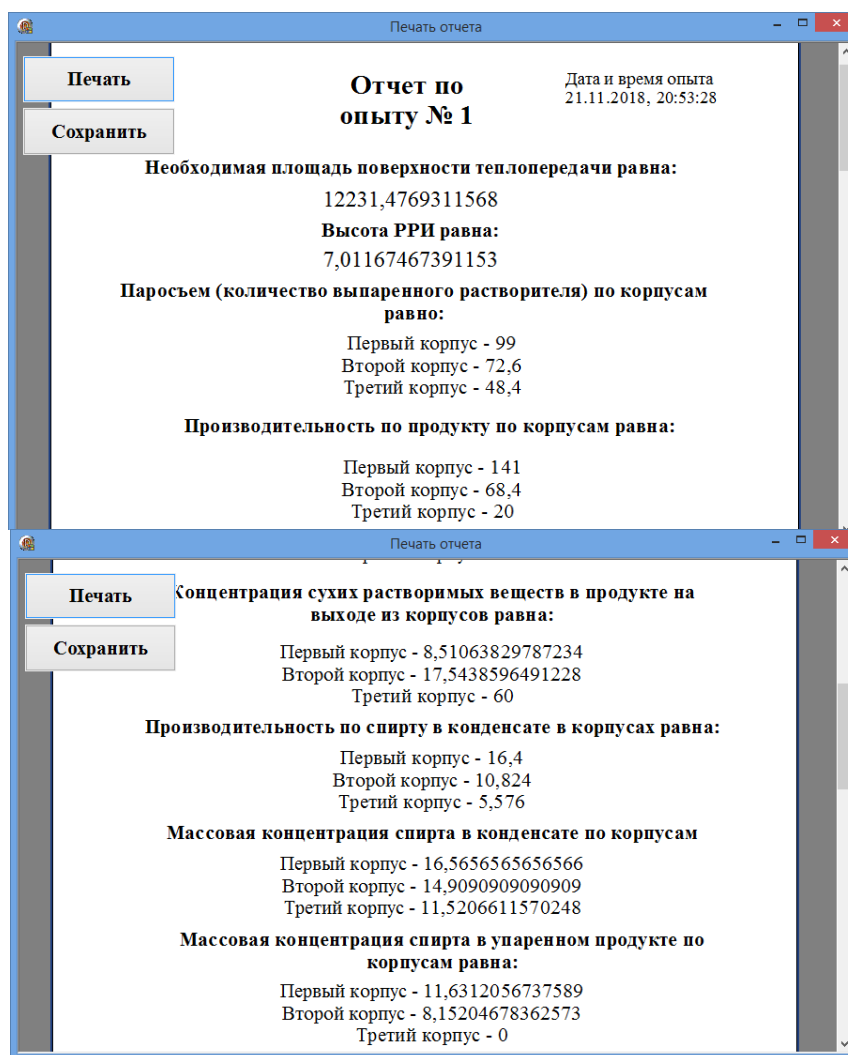 Печать отчета
Печать
Сохранить
Отчет по
опыту № 1
Дата и время опыта
21.11.2018, 20:53:28
Необходимая площадь поверхности теплопередачи равна:
12231,4769311568
Высота РРИ равна:
7,01167467391153
Паросъем (количество выпаренного растворителя) по корпусам
равно:
Первый корпус - 99
Второй корпус - 72,6
Третий корпус - 48,4
Производительность по продукту по корпусам равна:
Первый корпус - 141
Второй корпус - 68,4
Третий корпус - 20
Печать отчета
Печать
Сохранить
Концентрация сухих растворимых веществ в продукте на
выходе из корпусов равна:
Первый корпус - 8,51063829787234
Второй корпус - 17,5438596491228
Третий корпус - 60
Производительность по спирту в конденсате в корпусах равна:
Первый корпус - 16,4
Второй корпус - 10,824
Третий корпус - 5,576
Массовая концентрация спирта в конденсате по корпусам
Первый корпус - 16,5656565656566
Второй корпус - 14,9090909090909
Третий корпус - 11,5206611570248
Массовая концентрация спирта в упаренном продукте по
корпусам равна:
Первый корпус - 11,6312056737589
Второй корпус - 8,15204678362573
Третий корпус - 0